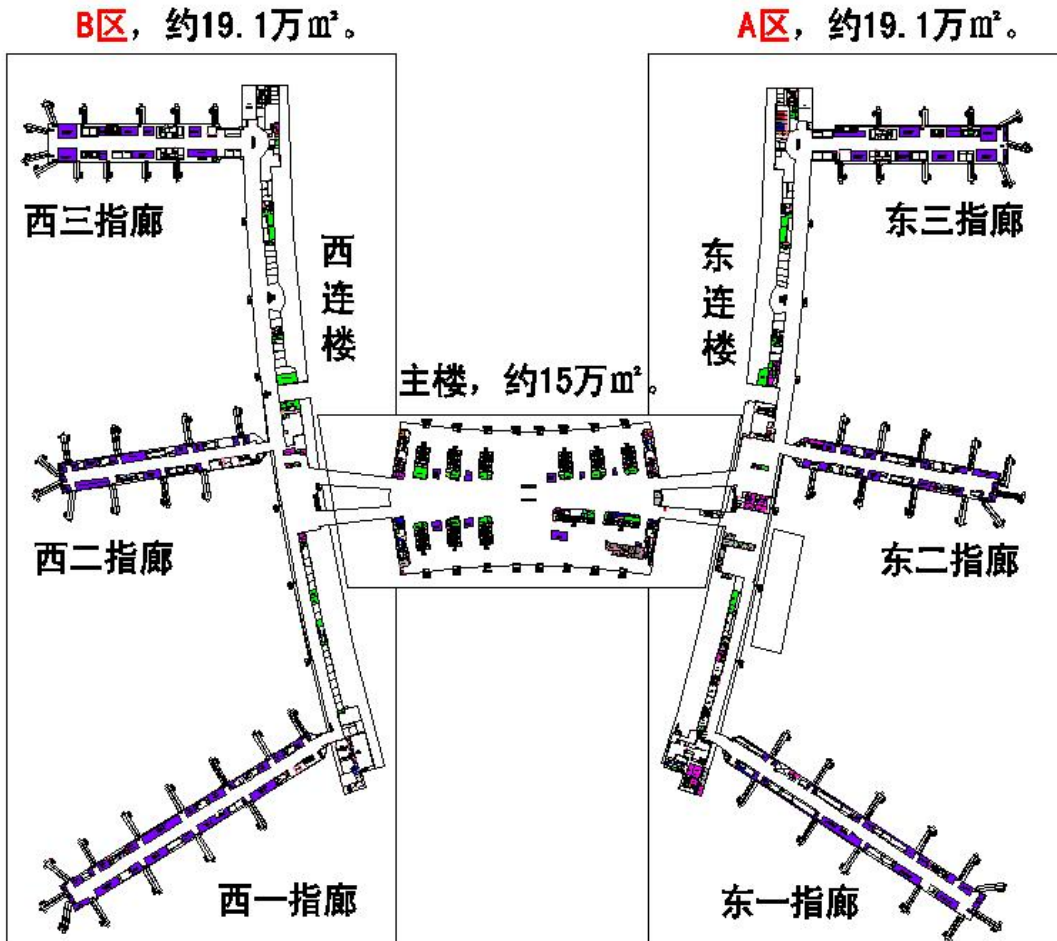 B区，约19.1万㎡。
A区，约19.1万㎡。
西三指廊
东三指廊
西连楼
东连楼
主楼，约15万㎡。
西二指廊
东二指廊
西一指廊
东一指廊